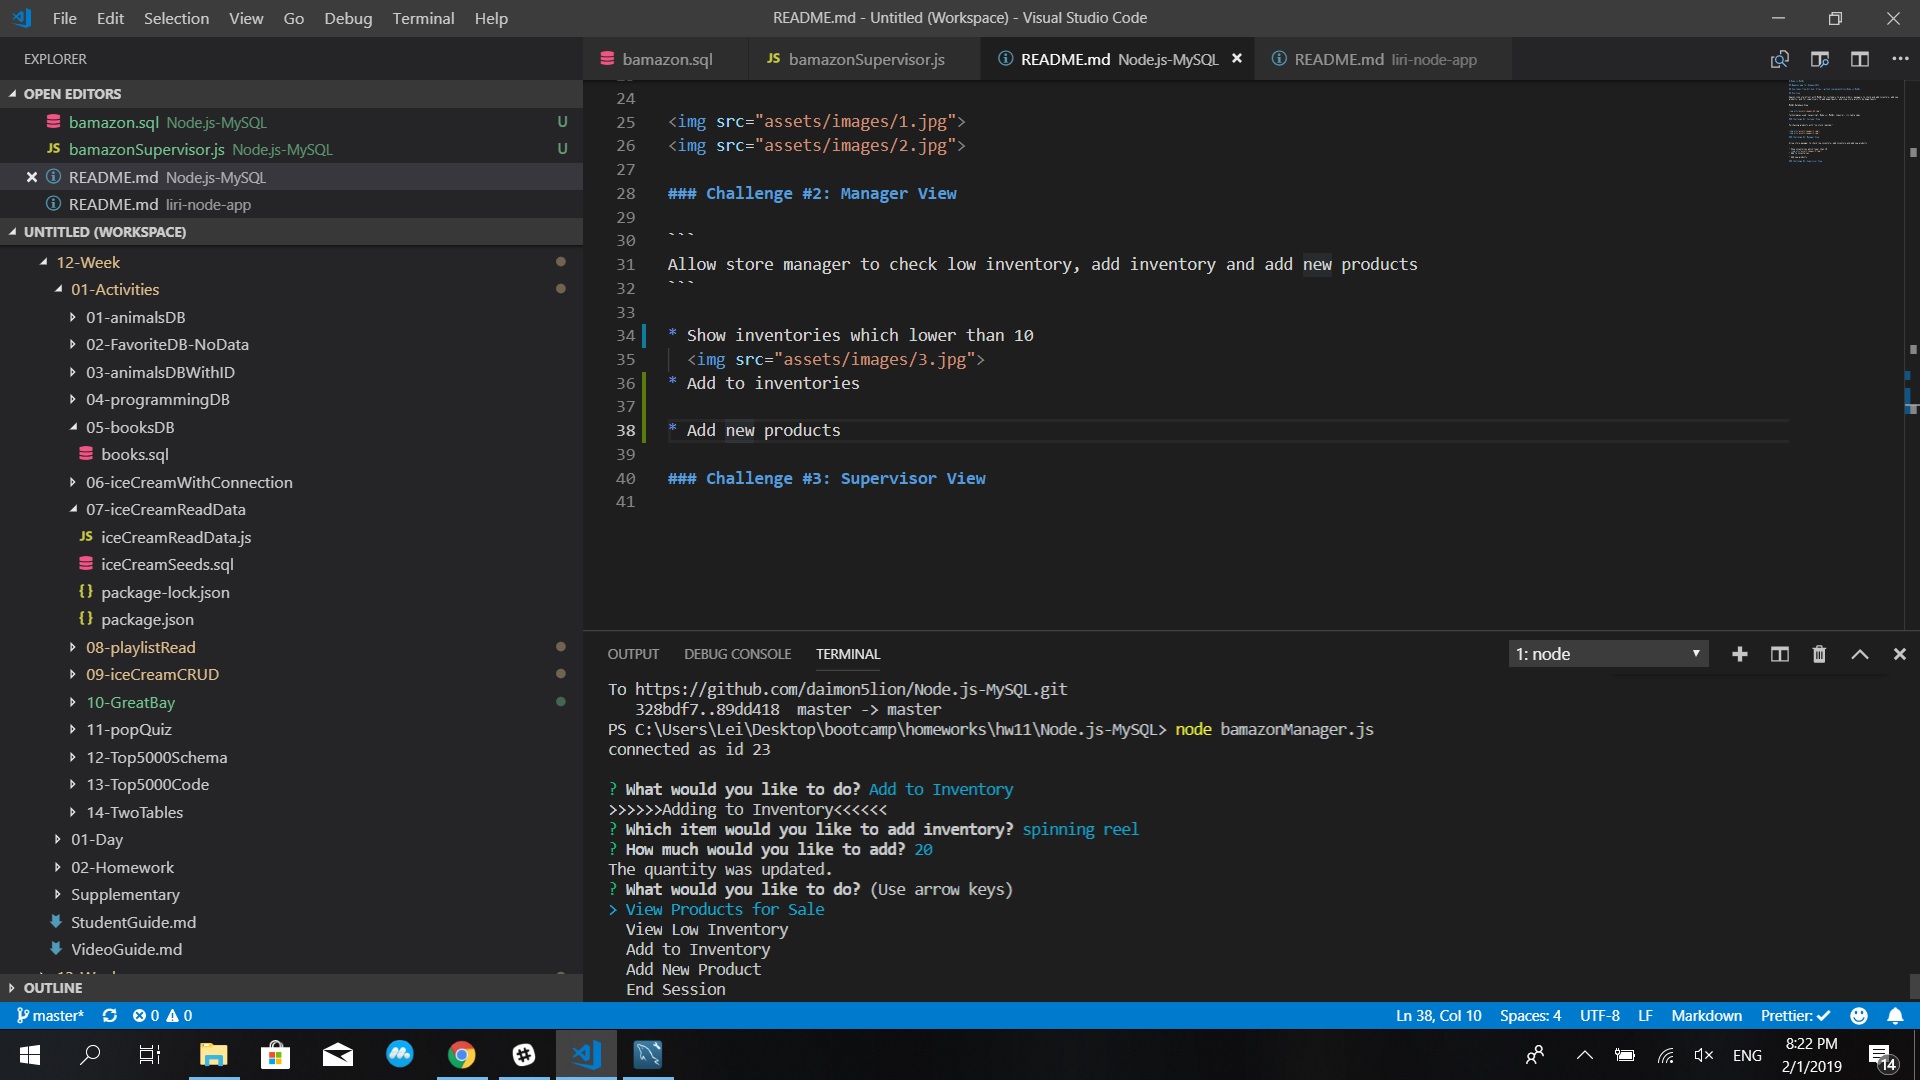 File Edit Selection View Go Debug Terminal Help
README.md - Untitled (Workspace) - Visual Studio Code
EXPLORER
OPEN EDITORS
bamazon.sql Node.js-MySQL U
bamazonSupervisor.js Node.js-MySQL U
README.md Node.js-MySQL
README.md liri-node-app
UNTITLED (WORKSPACE)
12-Week
01-Activities
01-animalsDB
02-FavoriteDB-NoData
03-animalsDBWithID
04-programmingDB
05-booksDB
books.sql
06-iceCreamWithConnection
07-iceCreamReadData
JS iceCreamReadData.js
iceCreamSeeds.sql
{} package-lock.json
{} package.json
08-playlistRead
09-iceCreamCRUD
10-GreatBay
11-popQuiz
12-Top5000Schema
13-Top5000Code
14-TwoTables
01-Day
02-Homework
Supplementary
StudentGuide.md
VideoGuide.md
OUTLINE
bamazon.sql JS bamazonSupervisor.js README.md Node.js-MySQL README.md liri-node-app
24
25 <img src="assets/images/1.jpg">
26 <img src="assets/images/2.jpg">
27
28 ### Challenge #2: Manager View
29
30 ```
31 Allow store manager to check low inventory, add inventory and add new products
32 ```
33
34 * Show inventories which lower than 10
35 <img src="assets/images/3.jpg">
36 * Add to inventories
37
38 * Add new products
39
40 ### Challenge #3: Supervisor View
41
OUTPUT DEBUG CONSOLE TERMINAL 1: node
To https://github.com/daimon5lion/Node.js-MySQL.git
328bdf7..89dd418 master -> master
PS C:\Users\Lei\Desktop\bootcamp\homeworks\hw11\Node.js-MySQL> node bamazonManager.js
connected as id 23
? What would you like to do? Add to Inventory
>>>>>>Adding to Inventory<<<<<<
? Which item would you like to add inventory? spinning reel
? How much would you like to add? 20
The quantity was updated.
? What would you like to do? (Use arrow keys)
> View Products for Sale
View Low Inventory
Add to Inventory
Add New Product
End Session
master* 0 0 Ln 38, Col 10 Spaces: 4 UTF-8 LF Markdown Prettier: ✓
ENG 8:22 PM
2/1/2019
14